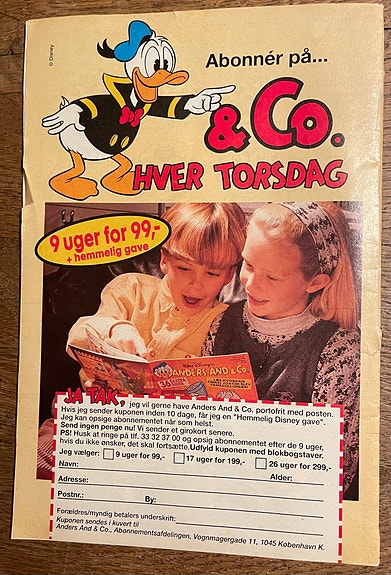 © Disney
Abonnér på...
& Co.
HVER TORSDAG
9 uger for 99,-
+ hemmelig gave
Walt Disney's
ANDERS AND & Co
36
JA TAK, jeg vil gerne have Anders And & Co. portofrit med posten.
Hvis jeg sender kuponen inden 10 dage, får jeg en "Hemmelig Disney gave".
Jeg kan opsige abonnementet når som helst.
Send ingen penge nu! Vi sender et girokort senere.
PS! Husk at ringe på tlf. 33 32 37 00 og opsig abonnementet efter de 9 uger,
hvis du ikke ønsker, det skal fortsætte. Udfyld kuponen med blokbogstaver.
Jeg vælger: 9 uger for 99,- 17 uger for 199,- 26 uger for 299,-
Navn: Alder:
Adresse:
Postnr.: By:
Forældres/myndig betalers underskrift:
Kuponen sendes i kuvert til
Anders And & Co., Abonnementsafdelingen, Vognmagergade 11, 1045 København K.